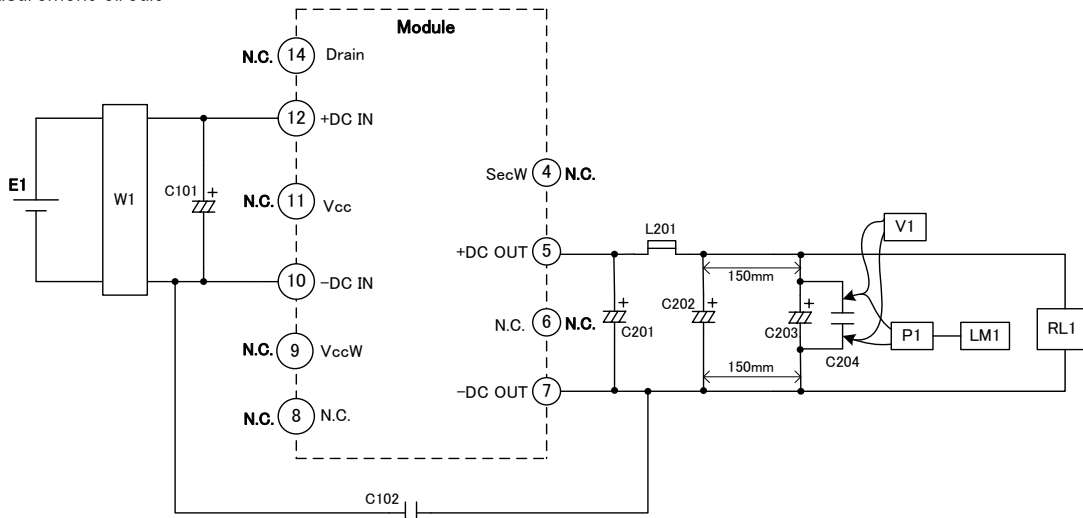 Module
N.C. 14 Drain
12 +DC IN
E1
W1
C101 +
N.C. 11 Vcc
10 −DC IN
N.C. 9 VccW
N.C. 8 N.C.
SecW 4 N.C.
+DC OUT 5
N.C. 6 N.C.
−DC OUT 7
L201
+
C201
C202 +
150mm
150mm
+
C203
C204
V1
P1
LM1
RL1
C102